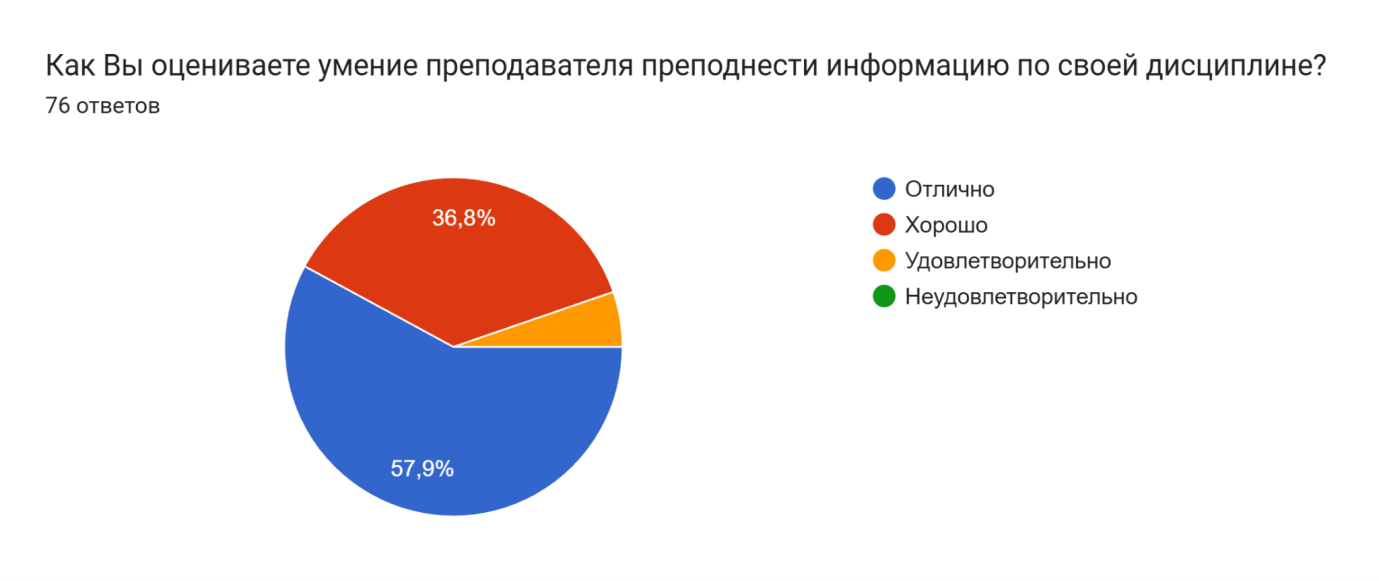 Как Вы оцениваете умение преподавателя преподнести информацию по своей дисциплине?
76 ответов
36,8%
57,9%
Отлично
Хорошо
Удовлетворительно
Неудовлетворительно